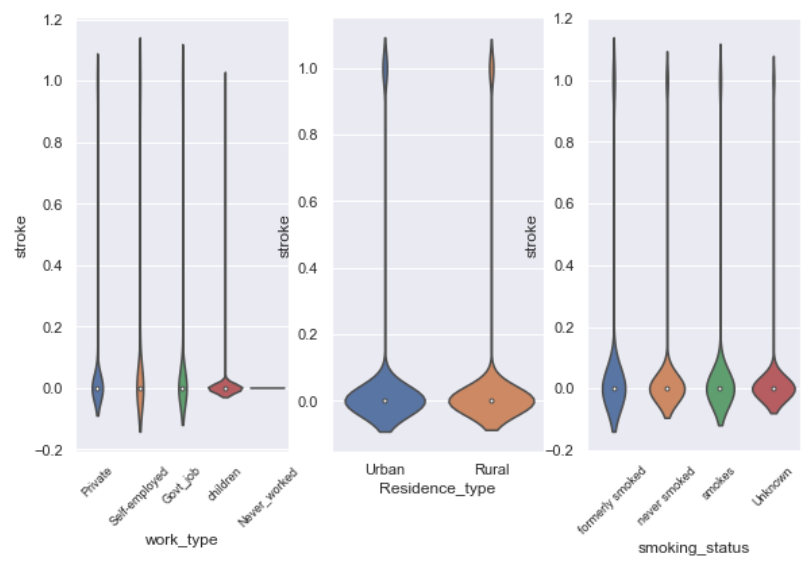 1.2
1.0
0.8
0.6
0.4
0.2
0.0
−0.2
stroke
Private
Self-employed
Govt_job
children
Never_worked
work_type
1.0
0.8
0.6
0.4
0.2
0.0
stroke
Urban
Rural
Residence_type
1.2
1.0
0.8
0.6
0.4
0.2
0.0
−0.2
stroke
formerly smoked
never smoked
smokes
Unknown
smoking_status